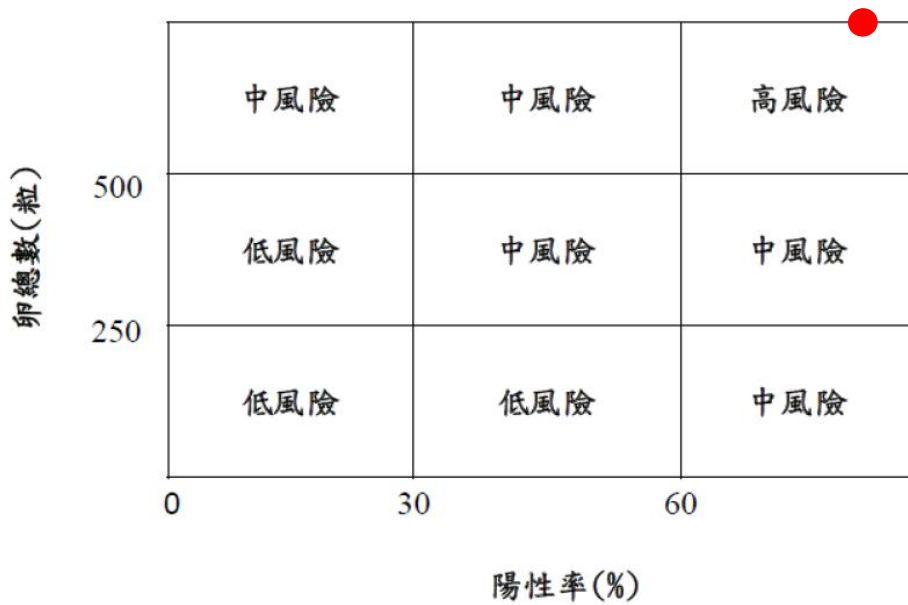 中風險 中風險 高風險
500
低風險 中風險 中風險
250
低風險 低風險 中風險
0 30 60
卵總數(粒)
陽性率(%)